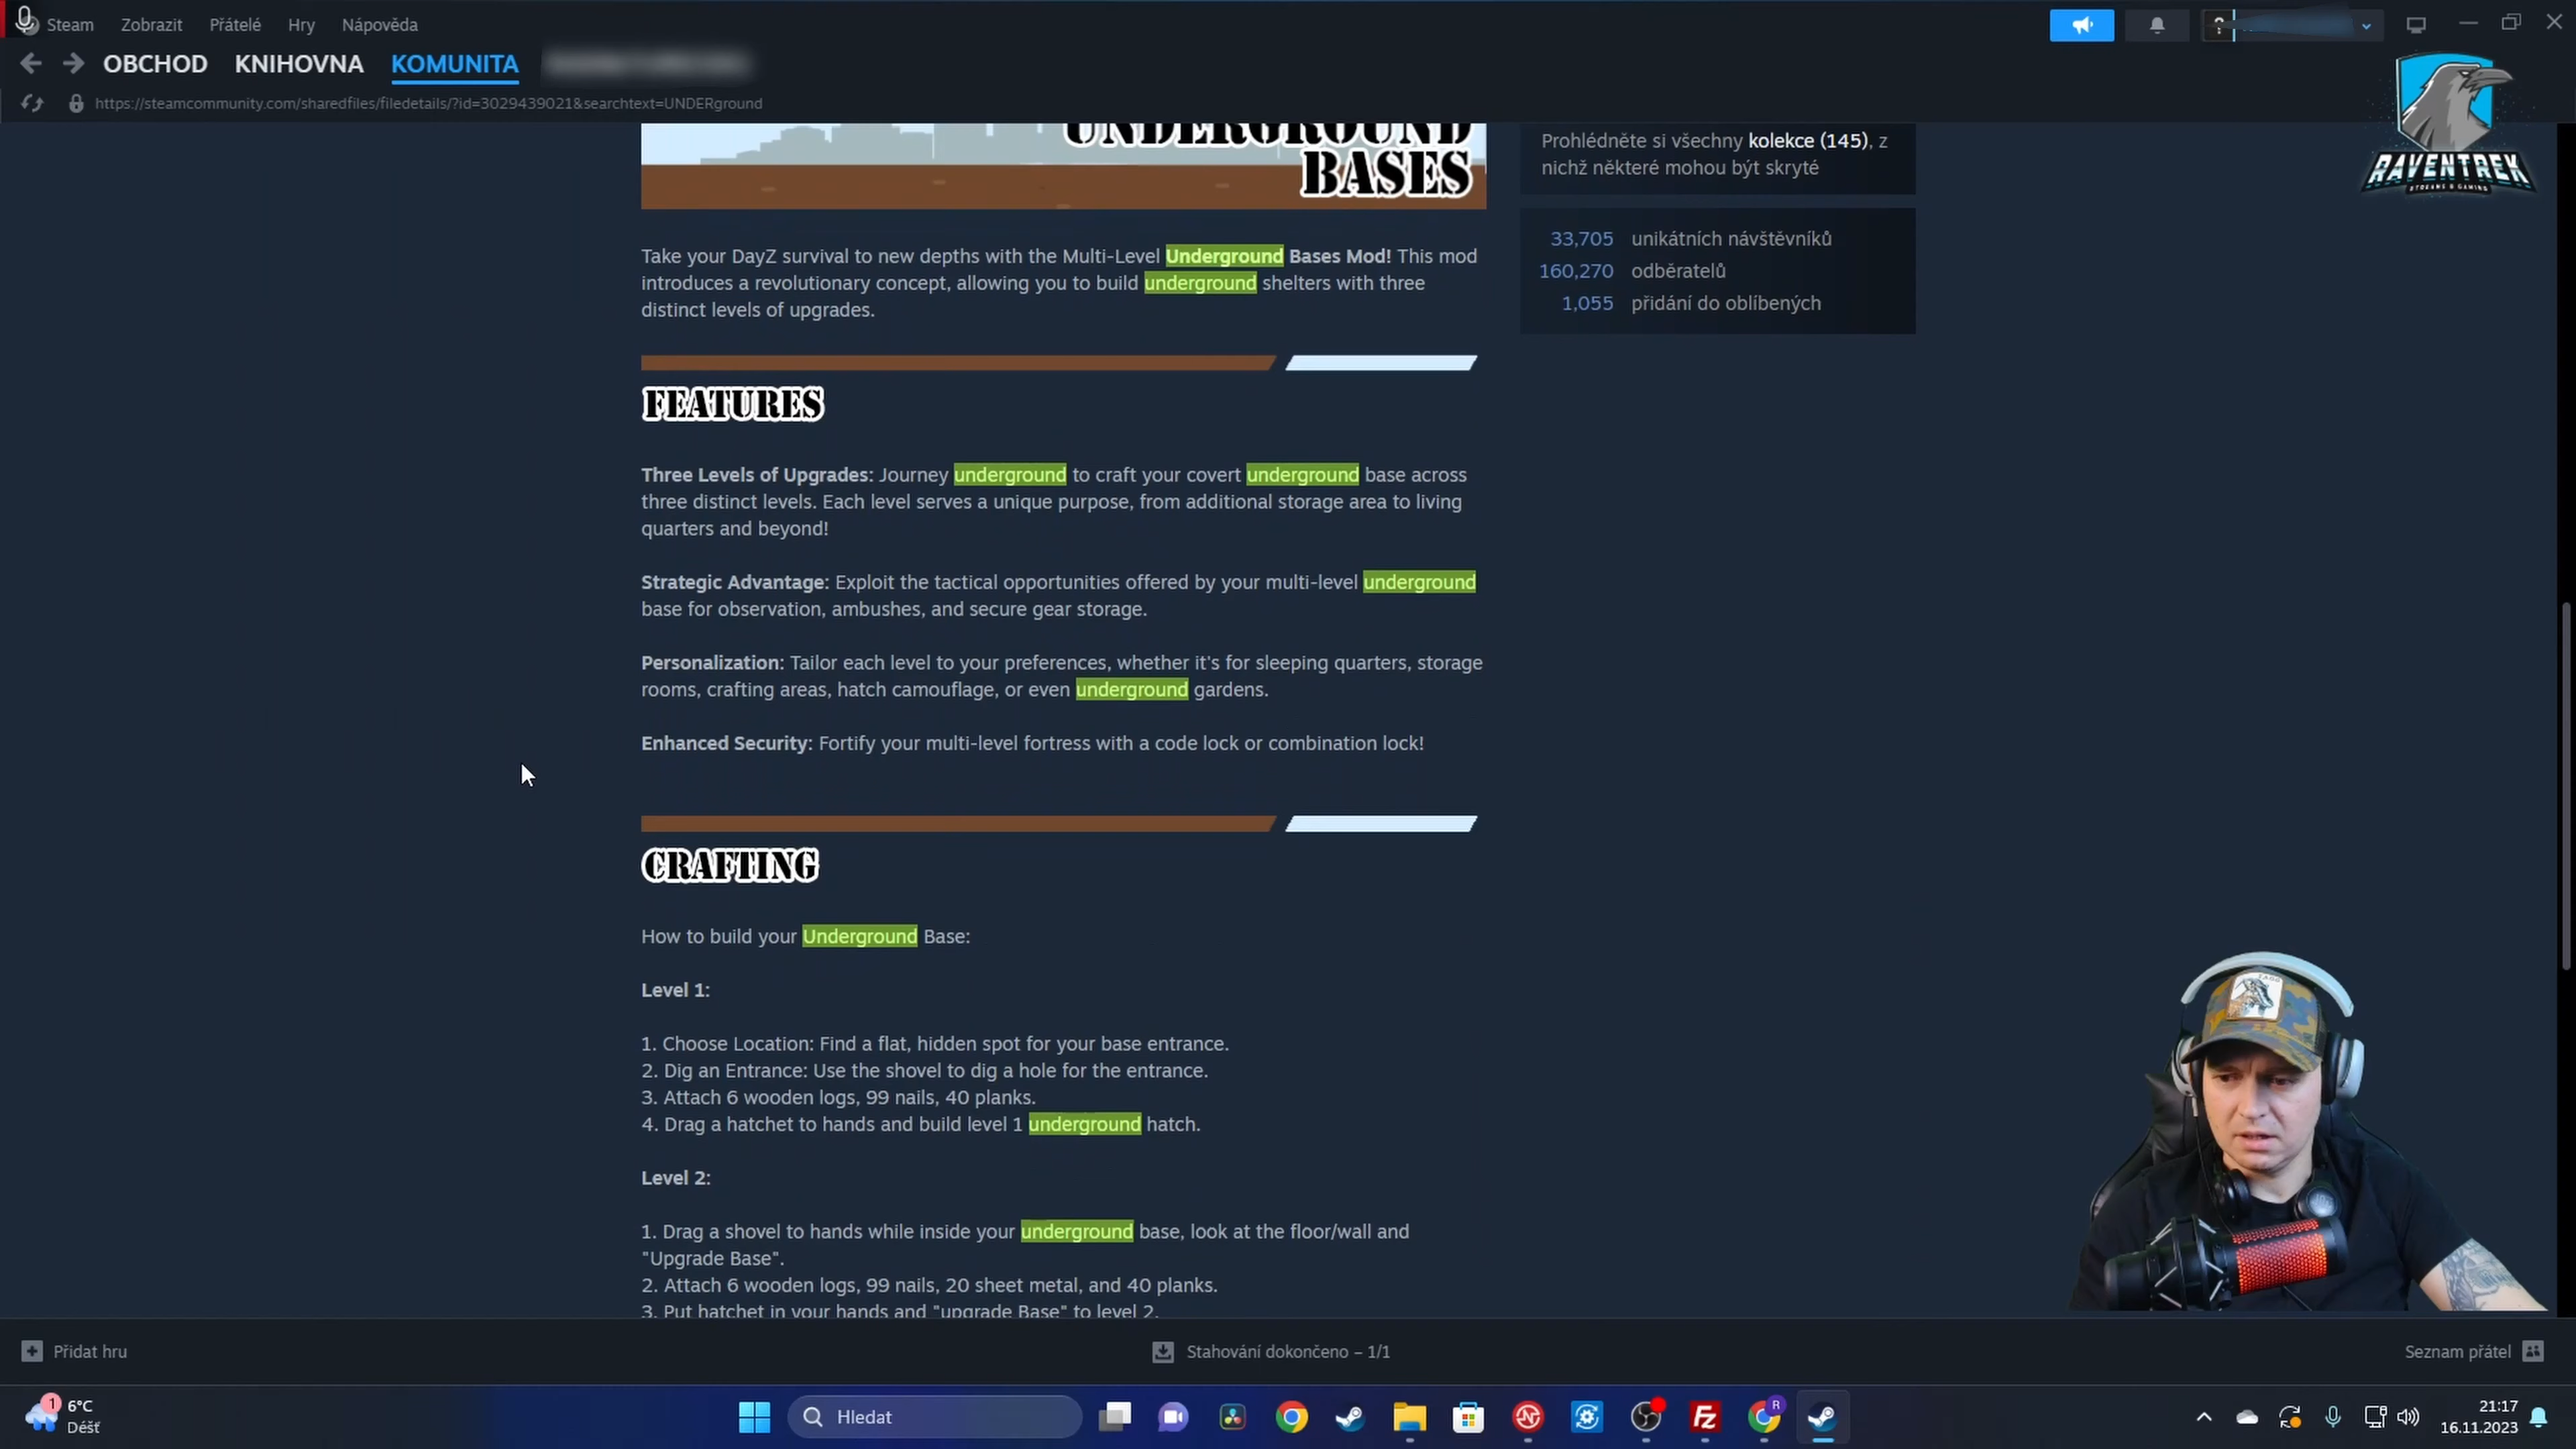 Steam Zobrazit Přátelé Hry Nápověda
OBCHOD KNIHOVNA KOMUNITA
https://steamcommunity.com/sharedfiles/filedetails/?id=3029439021&searchtext=UNDERground
RAVENTREK
STREAMS & GAMING
UNDERGROUND
BASES
Prohlédněte si všechny kolekce (145), z
nichž některé mohou být skryté
33,705 unikátních návštěvníků
160,270 odběratelů
1,055 přidání do oblíbených
Take your DayZ survival to new depths with the Multi-Level Underground Bases Mod! This mod
introduces a revolutionary concept, allowing you to build underground shelters with three
distinct levels of upgrades.
FEATURES
Three Levels of Upgrades: Journey underground to craft your covert underground base across
three distinct levels. Each level serves a unique purpose, from additional storage area to living
quarters and beyond!
Strategic Advantage: Exploit the tactical opportunities offered by your multi-level underground
base for observation, ambushes, and secure gear storage.
Personalization: Tailor each level to your preferences, whether it's for sleeping quarters, storage
rooms, crafting areas, hatch camouflage, or even underground gardens.
Enhanced Security: Fortify your multi-level fortress with a code lock or combination lock!
CRAFTING
How to build your Underground Base:
Level 1:
1. Choose Location: Find a flat, hidden spot for your base entrance.
2. Dig an Entrance: Use the shovel to dig a hole for the entrance.
3. Attach 6 wooden logs, 99 nails, 40 planks.
4. Drag a hatchet to hands and build level 1 underground hatch.
Level 2:
1. Drag a shovel to hands while inside your underground base, look at the floor/wall and
"Upgrade Base".
2. Attach 6 wooden logs, 99 nails, 20 sheet metal, and 40 planks.
3. Put hatchet in your hands and "upgrade Base" to level 2.
Přidat hru
Stahování dokončeno – 1/1
Seznam přátel
1
6°C
Déšť
Hledat
Fz
R
21:17
16.11.2023